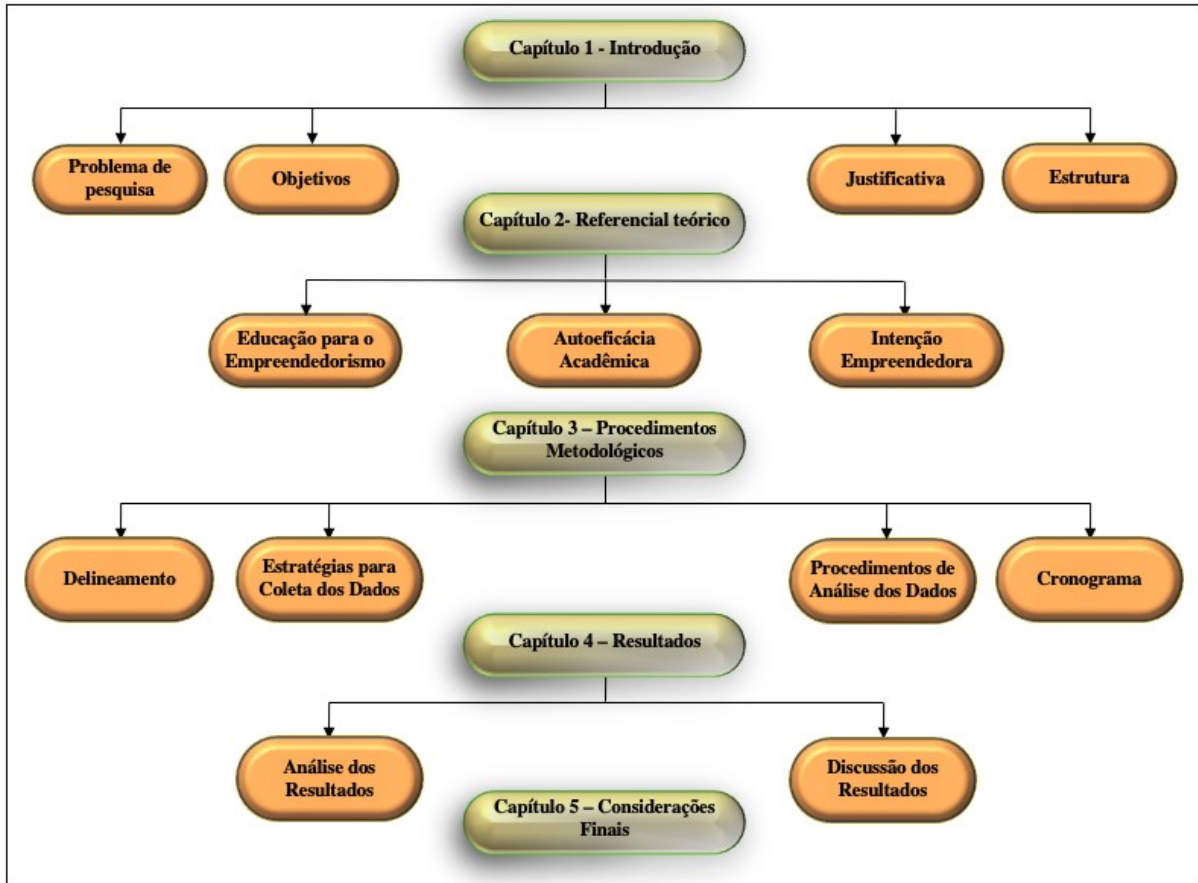 Capítulo 1 - Introdução
Problema de
pesquisa
Objetivos
Justificativa
Estrutura
Capítulo 2- Referencial teórico
Educação para o
Empreendedorismo
Autoeficácia
Acadêmica
Intenção
Empreendedora
Capítulo 3 – Procedimentos
Metodológicos
Delineamento
Estratégias para
Coleta dos Dados
Procedimentos de
Análise dos Dados
Cronograma
Capítulo 4 – Resultados
Análise dos
Resultados
Discussão dos
Resultados
Capítulo 5 – Considerações
Finais